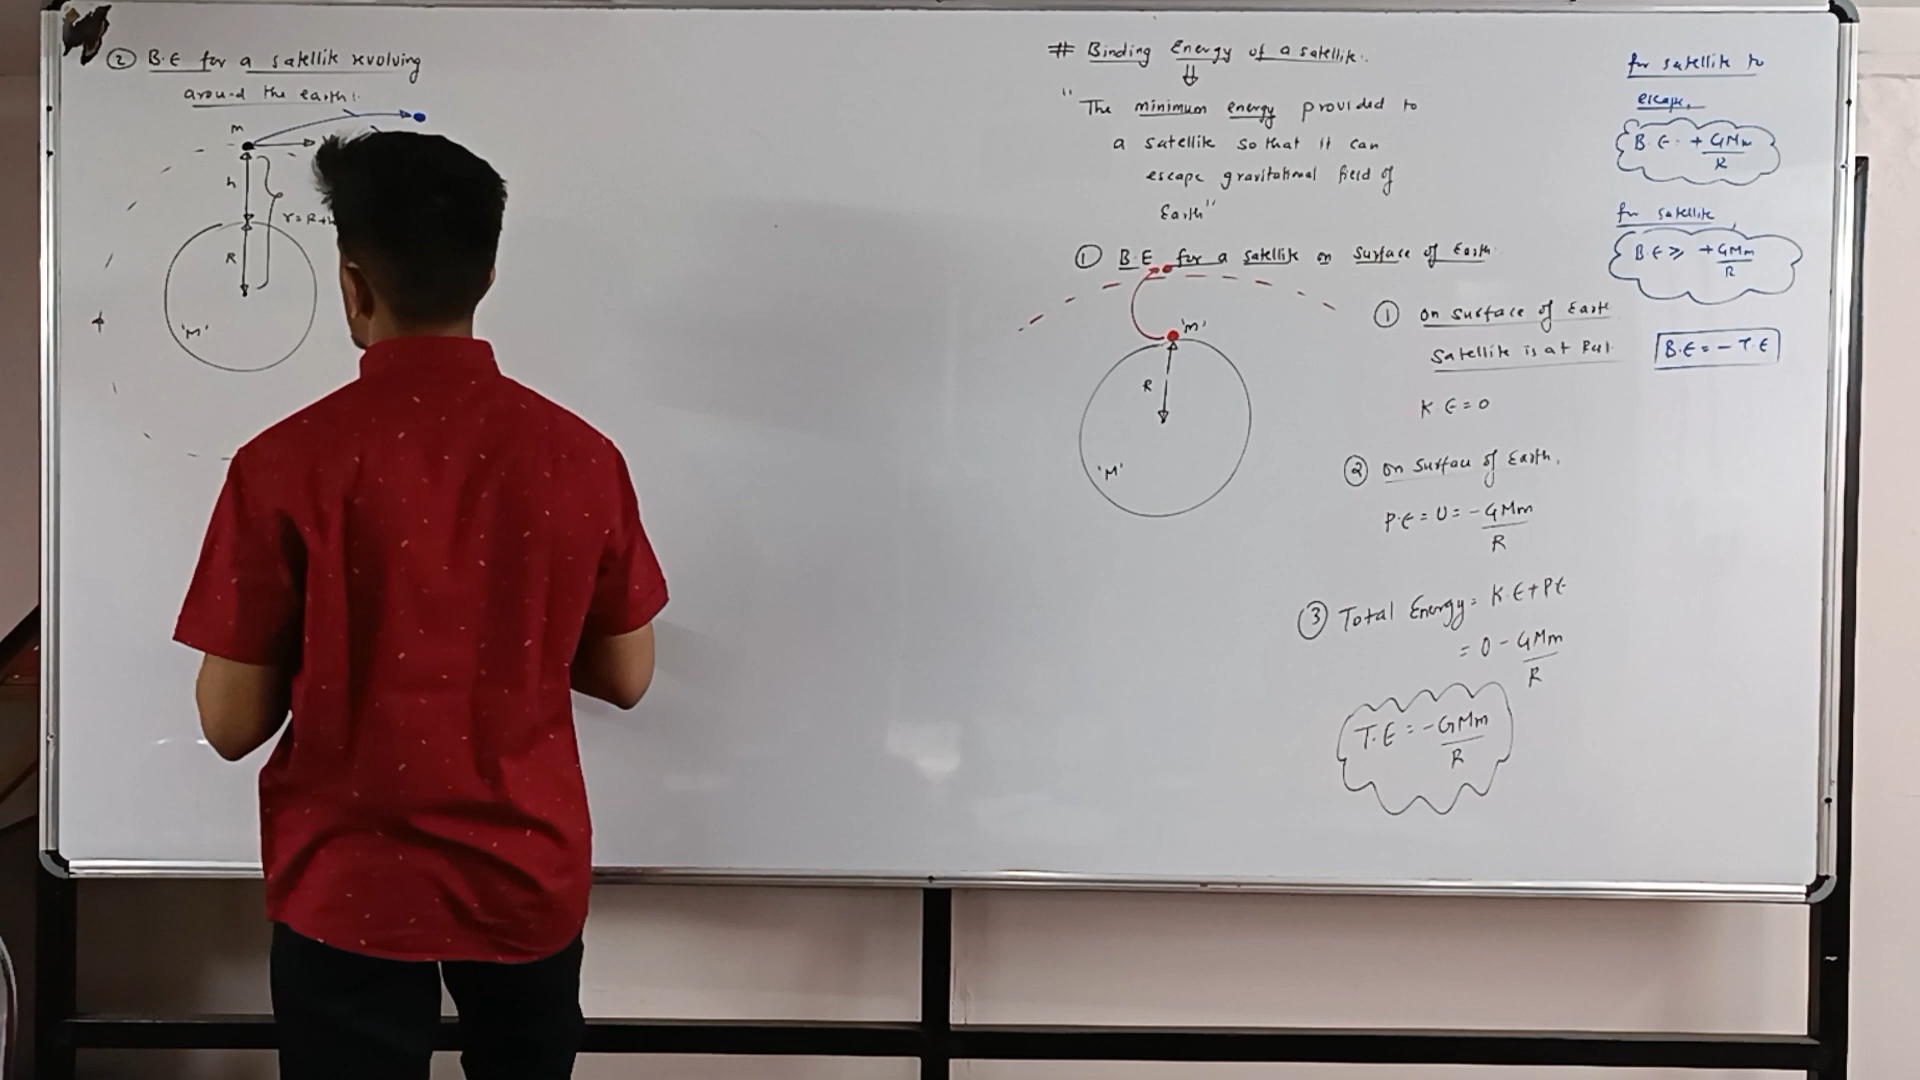 ② B.E for a satellite revolving
around the earth:
m
h
r=R+h
R
'M'
# Binding Energy of a satellite.
"The minimum energy provided to
a satellite so that it can
escape gravitational field of
Earth"
① B.E for a satellite on Surface of Earth
'm'
R
'M'
① on surface of Earth
satellite is at Rest.
K E = 0
② on Surface of Earth,
P.E = U = - GMm
R
③ Total Energy = K.E + PE
= 0 - GMm
R
T.E = - GMm
R
for satellite to
escape,
B.E. + GMm
R
for satellite,
B.E ≥ + GMm
R
B.E = - T.E